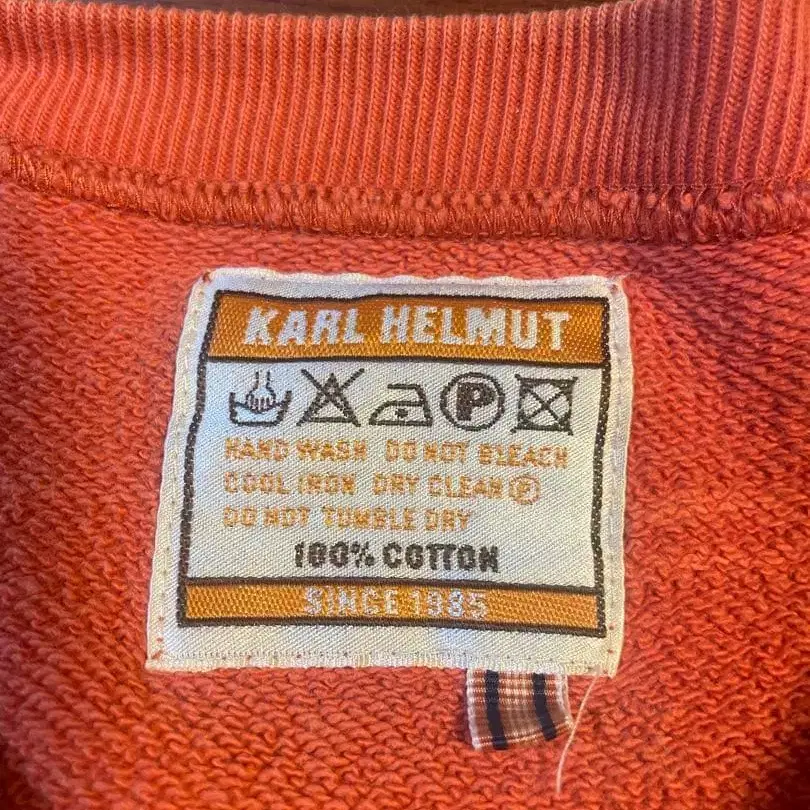 KARL HELMUT
P
HAND WASH DO NOT BLEACH
COOL IRON DRY CLEAN Ⓟ
DO NOT TUMBLE DRY
100% COTTON
SINCE 1985